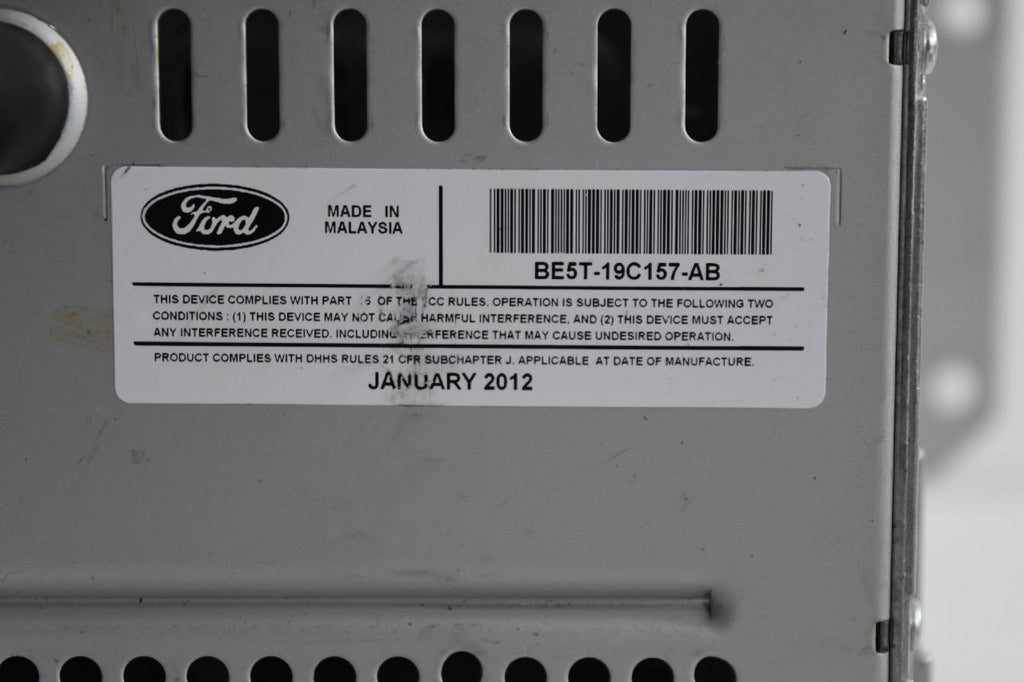 Ford
MADE IN
MALAYSIA
BE5T-19C157-AB
THIS DEVICE COMPLIES WITH PART OF THE FCC RULES. OPERATION IS SUBJECT TO THE FOLLOWING TWO
CONDITIONS : (1) THIS DEVICE MAY NOT CAUSE HARMFUL INTERFERENCE, AND (2) THIS DEVICE MUST ACCEPT
ANY INTERFERENCE RECEIVED. INCLUDING THAT MAY CAUSE UNDESIRED OPERATION.
PRODUCT COMPLIES WITH DHHS RULES 21 CFR SUBCHAPTER J. APPLICABLE AT DATE OF MANUFACTURE.
JANUARY 2012